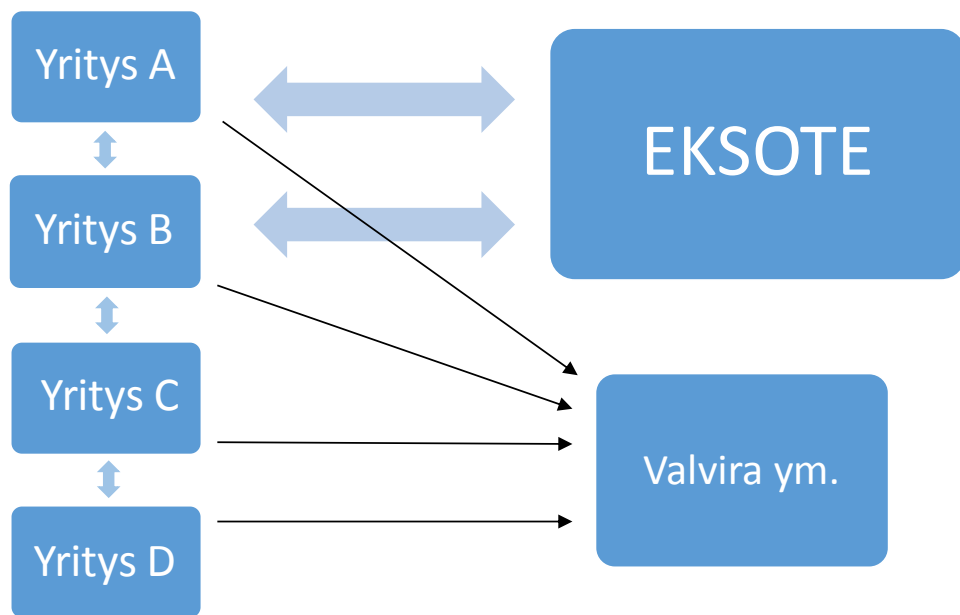 Yritys A
EKSOTE
Yritys B
Yritys C
Valvira ym.
Yritys D